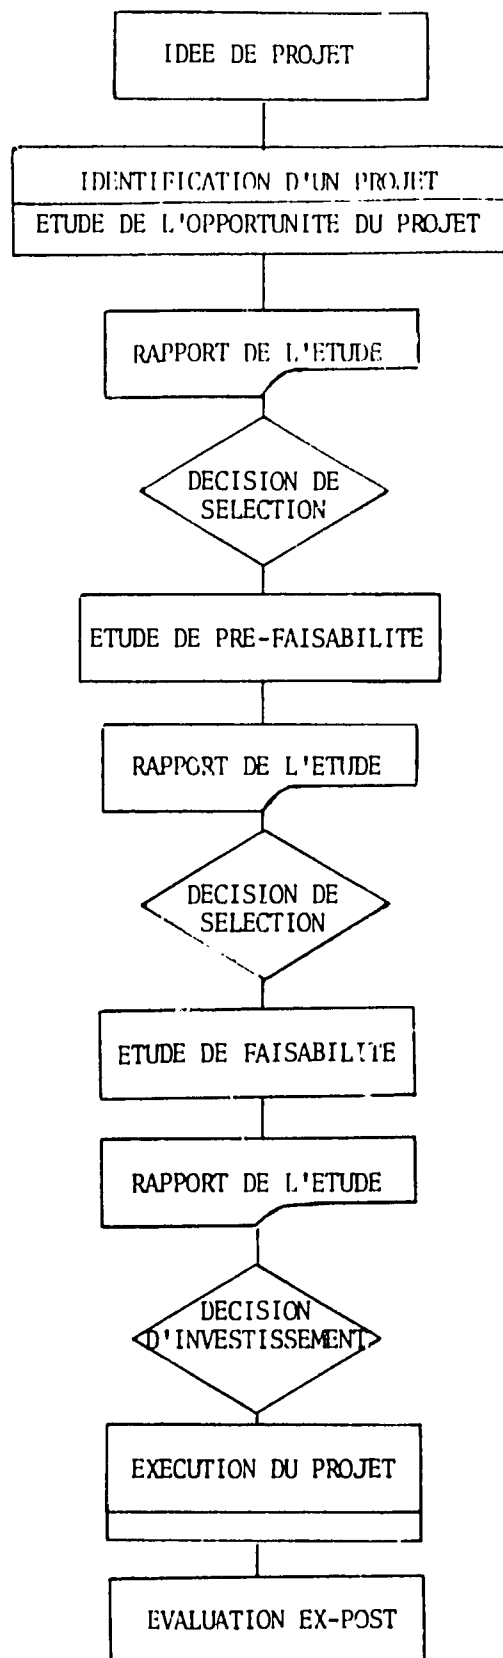 IDEE DE PROJET
IDENTIFICATION D'UN PROJET
ETUDE DE L'OPPORTUNITE DU PROJET
RAPPORT DE L'ETUDE
DECISION DE
SELECTION
ETUDE DE PRE-FAISABILITE
RAPPORT DE L'ETUDE
DECISION DE
SELECTION
ETUDE DE FAISABILITE
RAPPORT DE L'ETUDE
DECISION
D'INVESTISSEMENT
EXECUTION DU PROJET
EVALUATION EX-POST